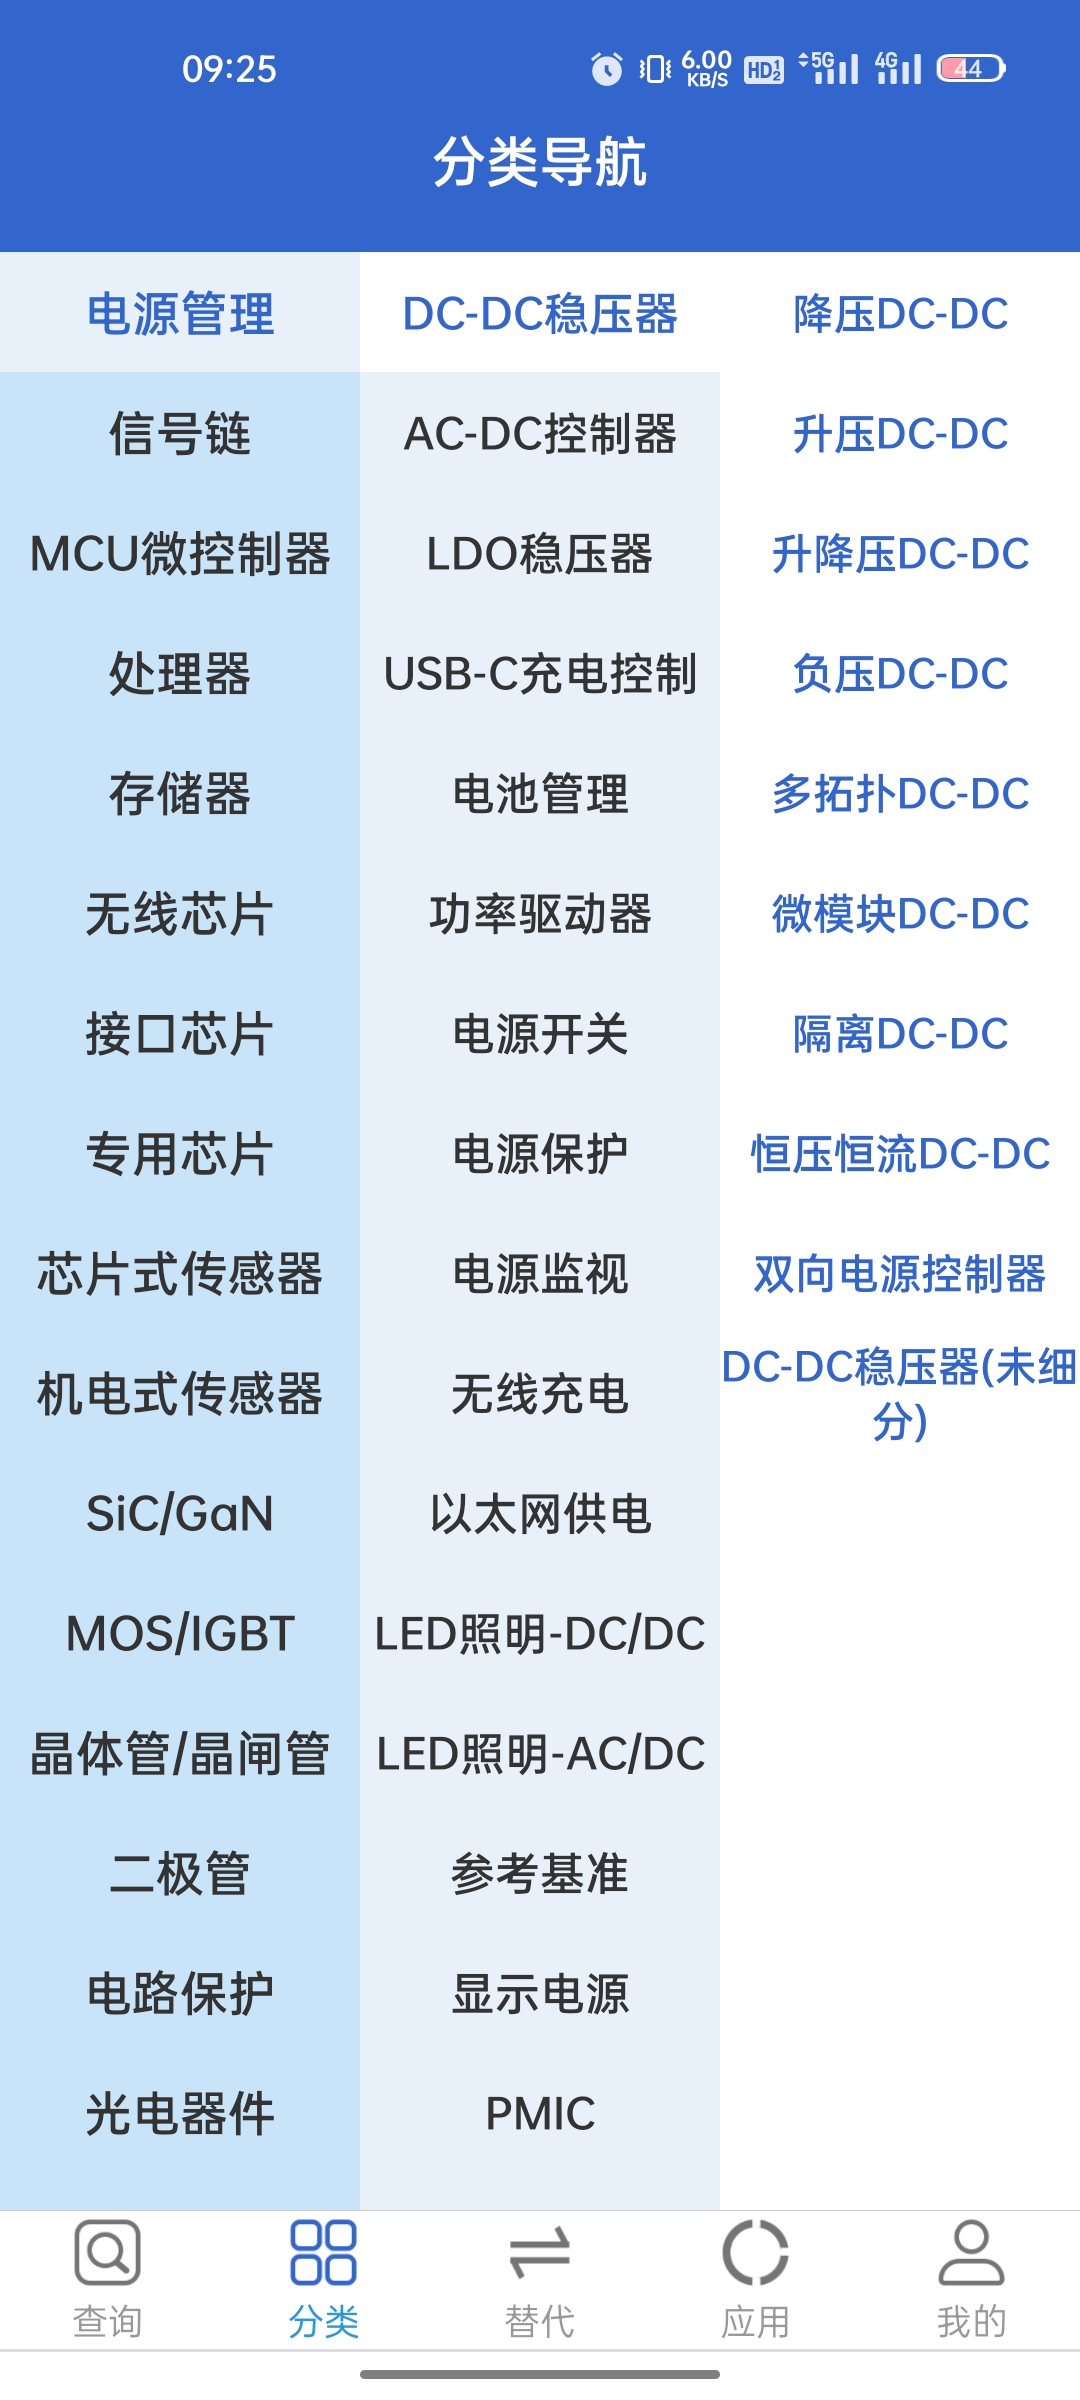 09:25
6.00
KB/S
HD 1 2
5G
4G
44
分类导航
电源管理
DC-DC稳压器
降压DC-DC
信号链
AC-DC控制器
升压DC-DC
MCU微控制器
LDO稳压器
升降压DC-DC
处理器
USB-C充电控制
负压DC-DC
存储器
电池管理
多拓扑DC-DC
无线芯片
功率驱动器
微模块DC-DC
接口芯片
电源开关
隔离DC-DC
专用芯片
电源保护
恒压恒流DC-DC
芯片式传感器
电源监视
双向电源控制器
机电式传感器
无线充电
DC-DC稳压器(未细
分)
SiC/GaN
以太网供电
MOS/IGBT
LED照明-DC/DC
晶体管/晶闸管
LED照明-AC/DC
二极管
参考基准
电路保护
显示电源
光电器件
PMIC
查询
分类
替代
应用
我的